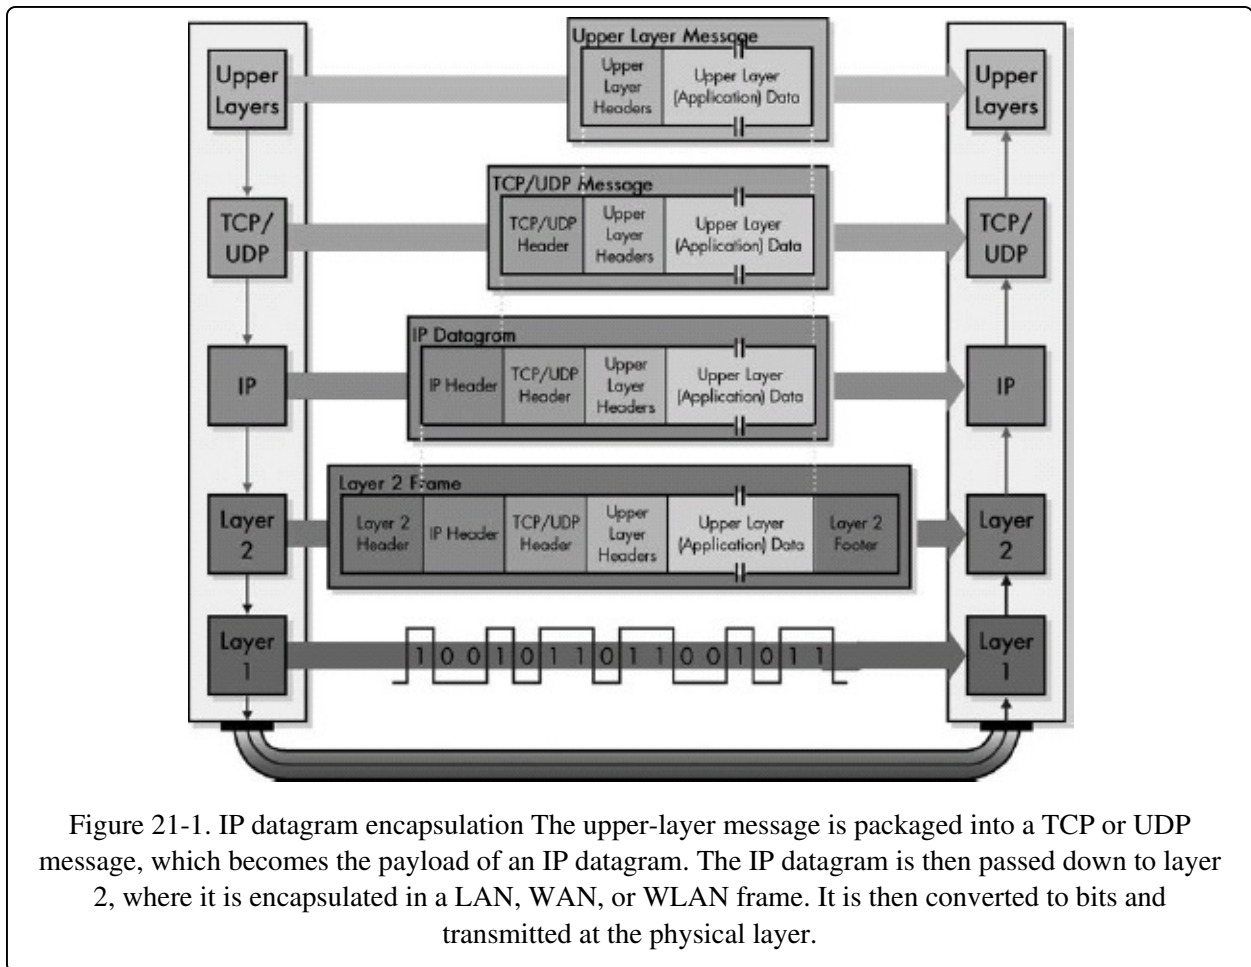 Upper Layer Message
Upper
Layers
Upper
Layer
Headers
Upper Layer
(Application) Data
Upper
Layers
TCP/UDP Message
TCP/
UDP
TCP/UDP
Header
Upper
Layer
Headers
Upper Layer
(Application) Data
TCP/
UDP
IP Datagram
IP
IP Header
TCP/UDP
Header
Upper
Layer
Headers
Upper Layer
(Application) Data
IP
Layer 2 Frame
Layer
2
Layer 2
Header
IP Header
TCP/UDP
Header
Upper
Layer
Headers
Upper Layer
(Application) Data
Layer 2
Footer
Layer
2
Layer
1
1 0 0 1 0 1 1 0 1 1 0 0 1 0 1 1
Layer
1
Figure 21-1. IP datagram encapsulation The upper-layer message is packaged into a TCP or UDP
message, which becomes the payload of an IP datagram. The IP datagram is then passed down to layer
2, where it is encapsulated in a LAN, WAN, or WLAN frame. It is then converted to bits and
transmitted at the physical layer.